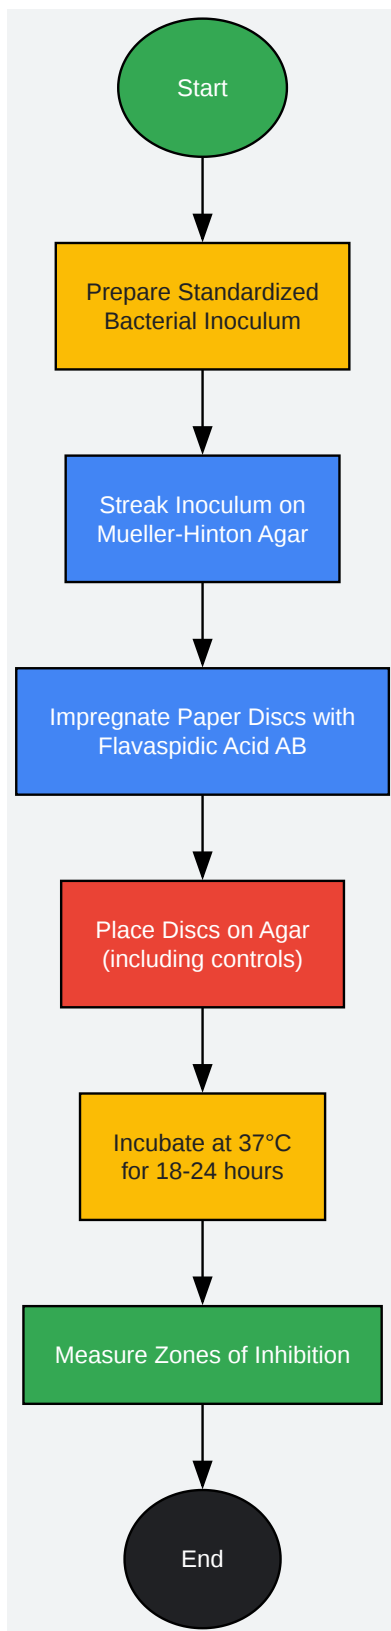 Start
Prepare Standardized
Bacterial Inoculum
Streak Inoculum on
Mueller-Hinton Agar
Impregnate Paper Discs with
Flavaspidic Acid AB
Place Discs on Agar
(including controls)
Incubate at 37°C
for 18-24 hours
Measure Zones of Inhibition
End